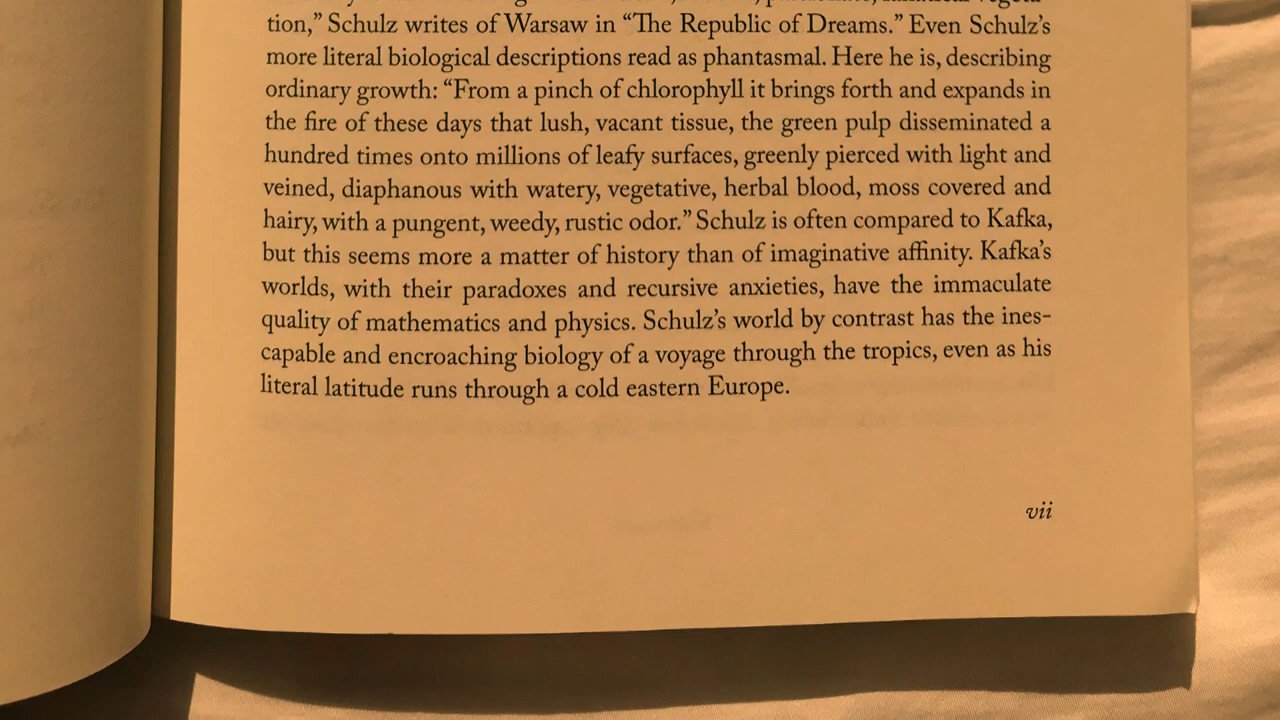 tion,” Schulz writes of Warsaw in “The Republic of Dreams.” Even Schulz’s
more literal biological descriptions read as phantasmal. Here he is, describing
ordinary growth: “From a pinch of chlorophyll it brings forth and expands in
the fire of these days that lush, vacant tissue, the green pulp disseminated a
hundred times onto millions of leafy surfaces, greenly pierced with light and
veined, diaphanous with watery, vegetative, herbal blood, moss covered and
hairy, with a pungent, weedy, rustic odor.” Schulz is often compared to Kafka,
but this seems more a matter of history than of imaginative affinity. Kafka’s
worlds, with their paradoxes and recursive anxieties, have the immaculate
quality of mathematics and physics. Schulz’s world by contrast has the ines-
capable and encroaching biology of a voyage through the tropics, even as his
literal latitude runs through a cold eastern Europe.
vii